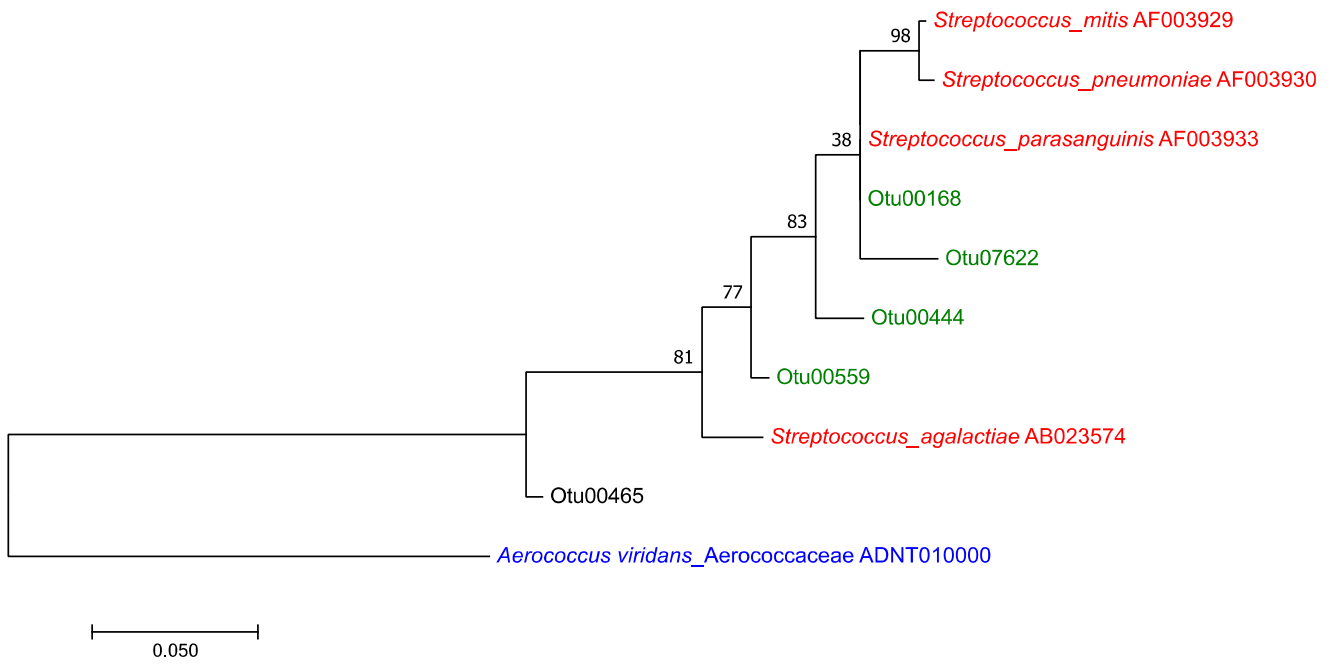 Streptococcus_mitis AF003929
98
Streptococcus_pneumoniae AF003930
38
Streptococcus_parasanguinis AF003933
Otu00168
83
Otu07622
77
Otu00444
81
Otu00559
Streptococcus_agalactiae AB023574
Otu00465
Aerococcus viridans_Aerococcaceae ADNT010000
0.050